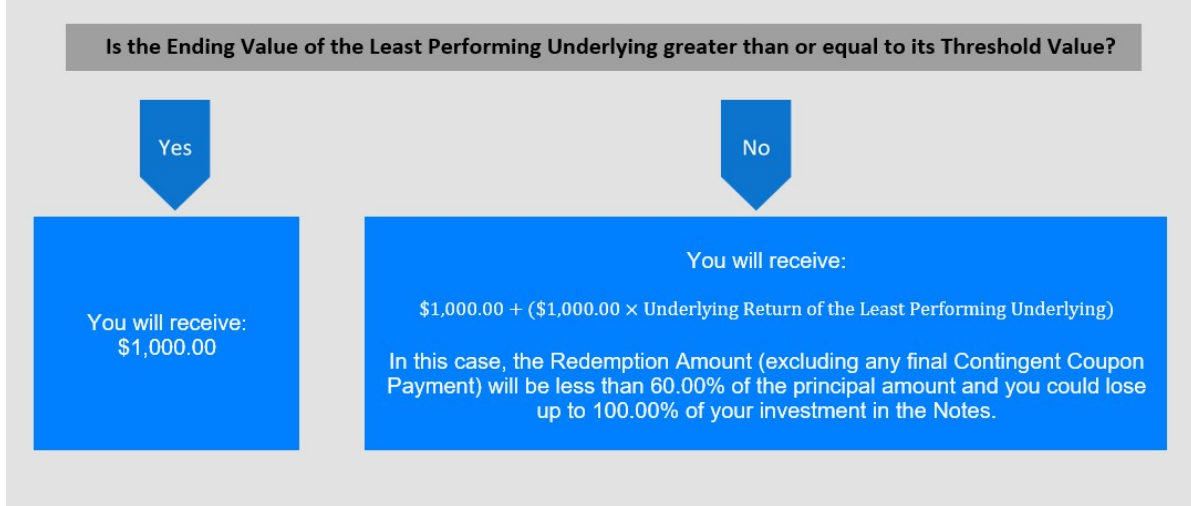 Is the Ending Value of the Least Performing Underlying greater than or equal to its Threshold Value?
Yes
No
You will receive:
$1,000.00
You will receive:
$1,000.00 + ($1,000.00 × Underlying Return of the Least Performing Underlying)
In this case, the Redemption Amount (excluding any final Contingent Coupon
Payment) will be less than 60.00% of the principal amount and you could lose
up to 100.00% of your investment in the Notes.